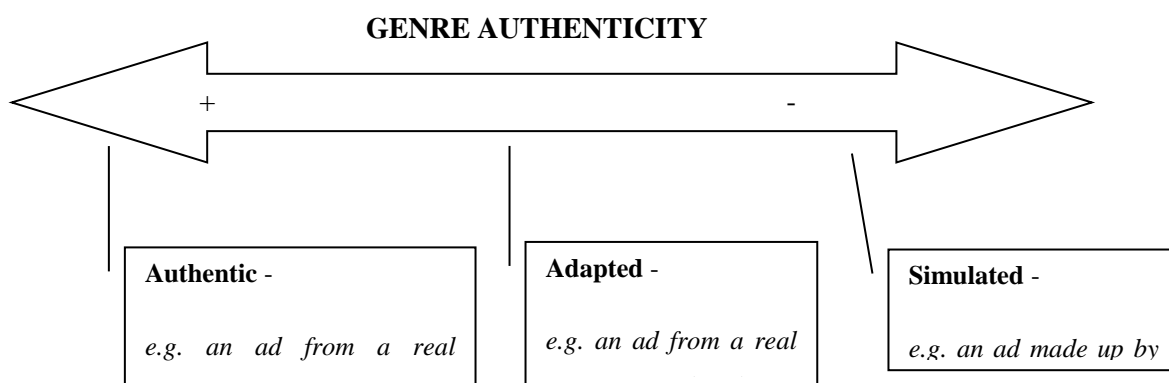 GENRE AUTHENTICITY
+ -
Authentic -
e.g. an ad from a real
Adapted -
e.g. an ad from a real
Simulated -
e.g. an ad made up by